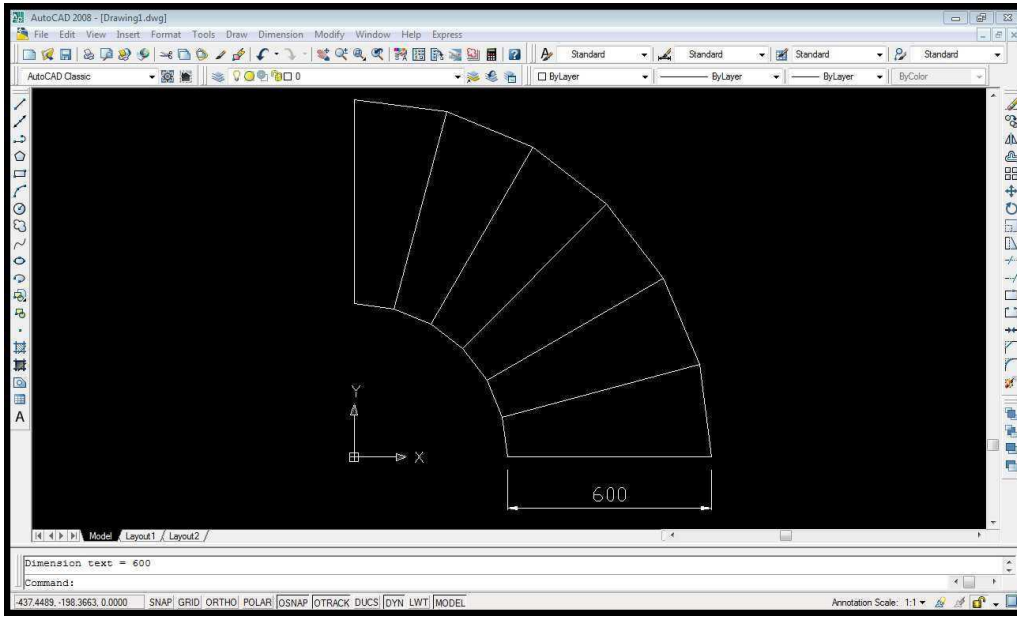 AutoCAD 2008 - [Drawing1.dwg]
File Edit View Insert Format Tools Draw Dimension Modify Window Help Express
Standard Standard Standard Standard
AutoCAD Classic 0 ByLayer ByLayer ByLayer ByColor
A
Y
X
600
Model Layout1 Layout2
Dimension text = 600
Command:
-437.4489, -198.3663, 0.0000 SNAP GRID ORTHO POLAR OSNAP OTRACK DUCS DYN LWT MODEL Annotation Scale: 1:1